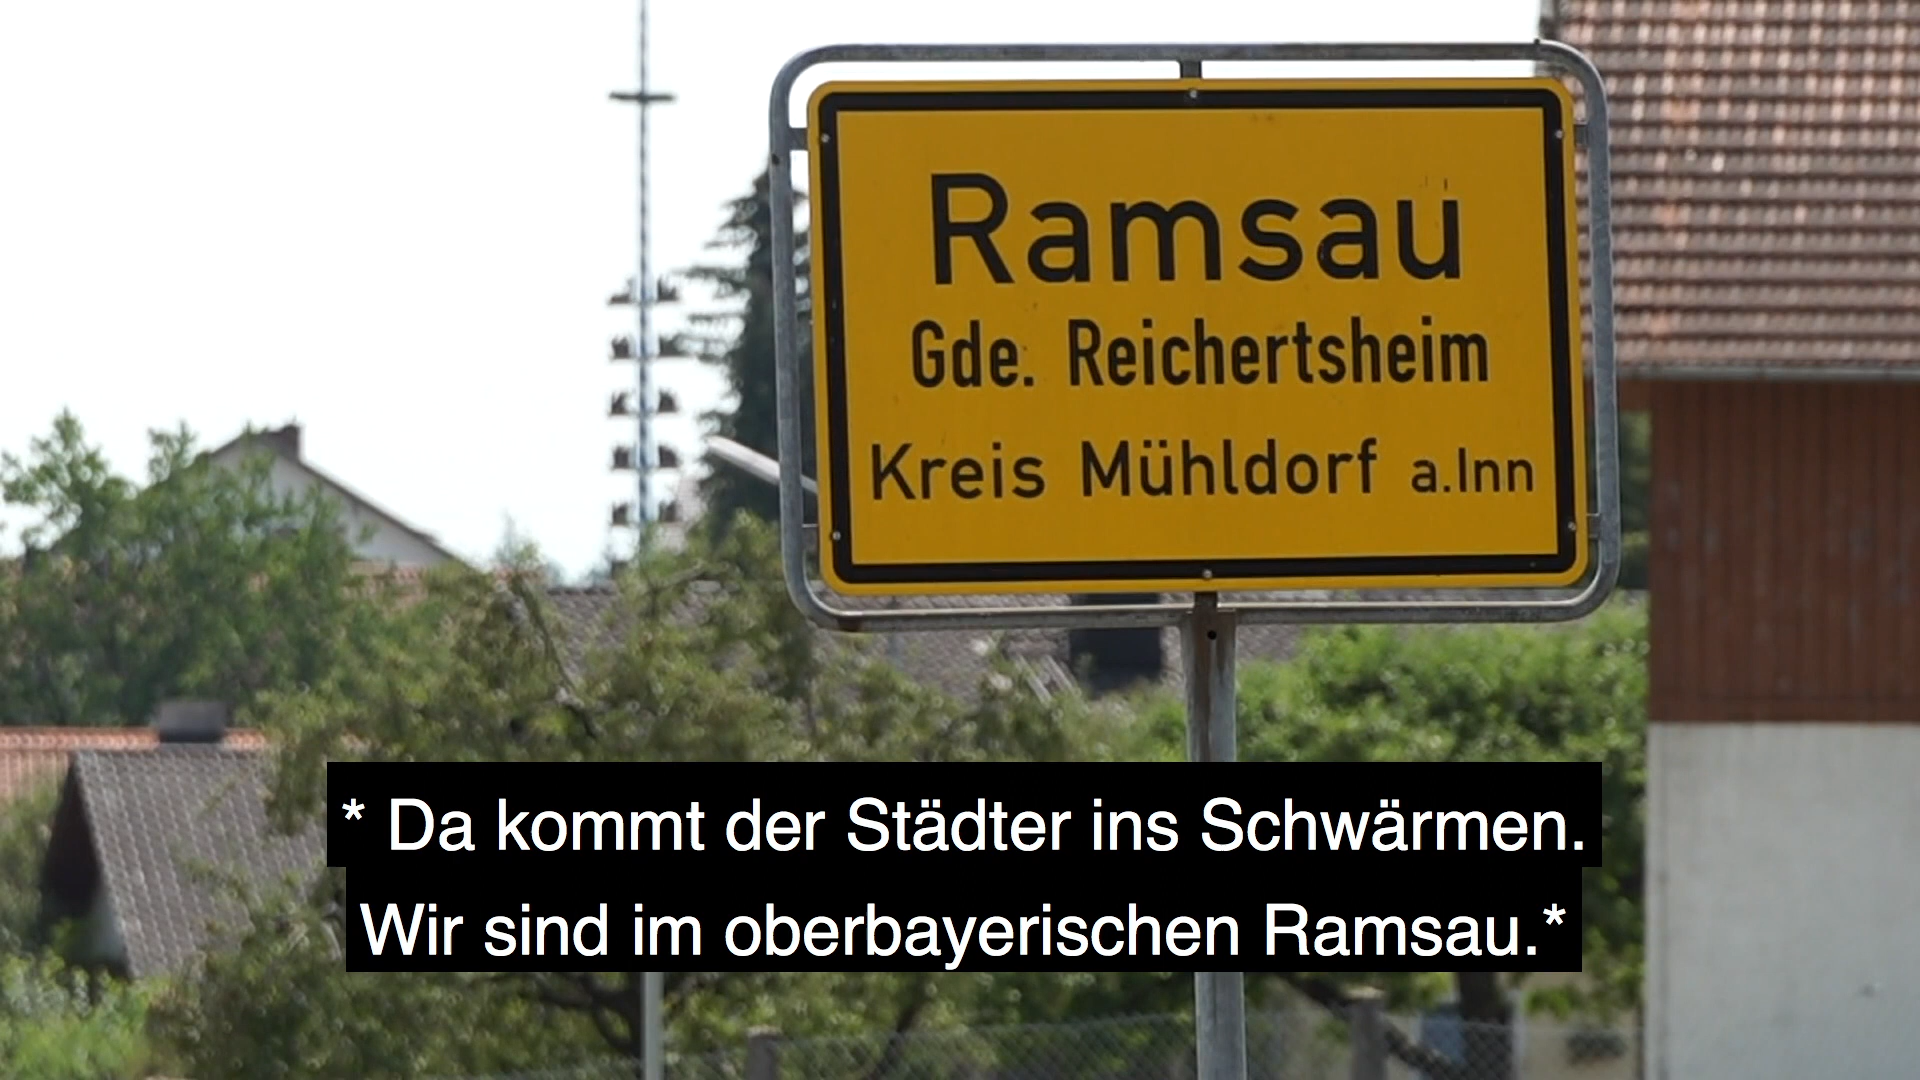 Ramsau
Gde. Reichertsheim
Kreis Mühldorf a.Inn
* Da kommt der Städter ins Schwärmen.
Wir sind im oberbayerischen Ramsau.*